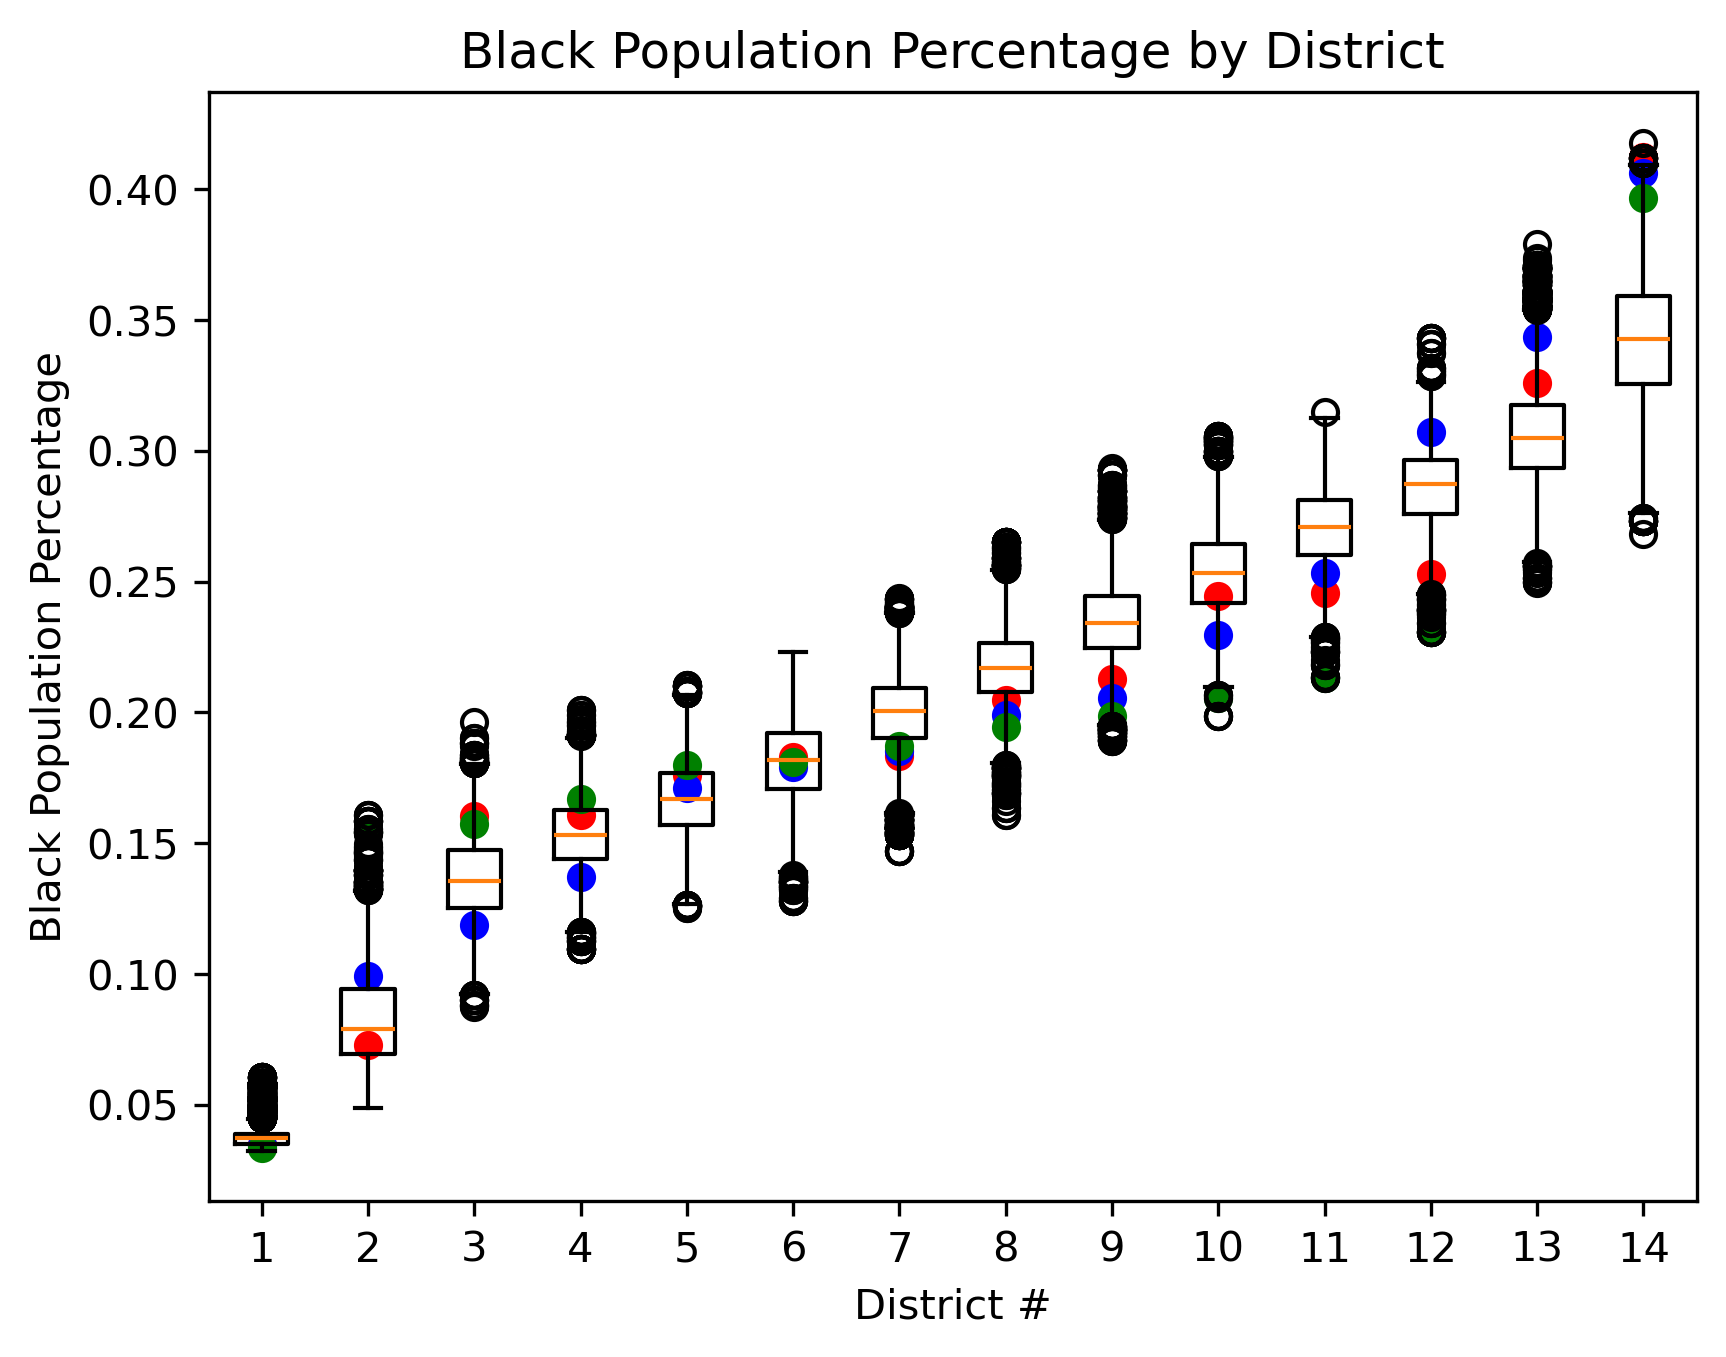 Black Population Percentage by District
Black Population Percentage
0.40
0.35
0.30
0.25
0.20
0.15
0.10
0.05
1 2 3 4 5 6 7 8 9 10 11 12 13 14
District #